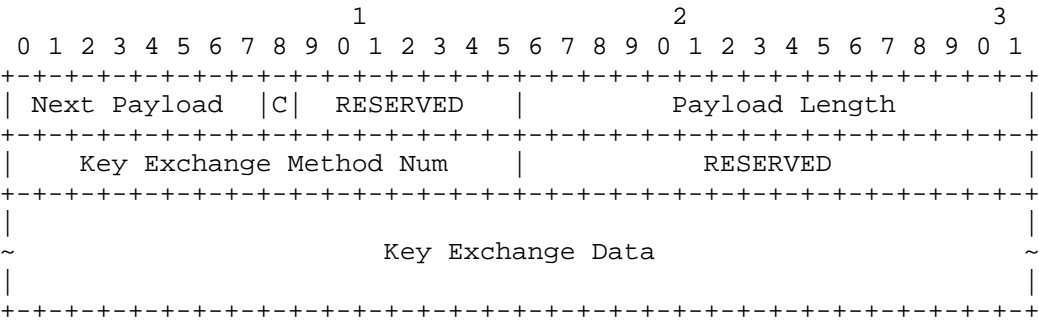 1                   2                   3
 0 1 2 3 4 5 6 7 8 9 0 1 2 3 4 5 6 7 8 9 0 1 2 3 4 5 6 7 8 9 0 1
+-+-+-+-+-+-+-+-+-+-+-+-+-+-+-+-+-+-+-+-+-+-+-+-+-+-+-+-+-+-+-+-+
| Next Payload  |C|  RESERVED   |         Payload Length        |
+-+-+-+-+-+-+-+-+-+-+-+-+-+-+-+-+-+-+-+-+-+-+-+-+-+-+-+-+-+-+-+-+
|    Key Exchange Method Num    |           RESERVED            |
+-+-+-+-+-+-+-+-+-+-+-+-+-+-+-+-+-+-+-+-+-+-+-+-+-+-+-+-+-+-+-+-+
|                                                               |
~                       Key Exchange Data                       ~
|                                                               |
+-+-+-+-+-+-+-+-+-+-+-+-+-+-+-+-+-+-+-+-+-+-+-+-+-+-+-+-+-+-+-+-+